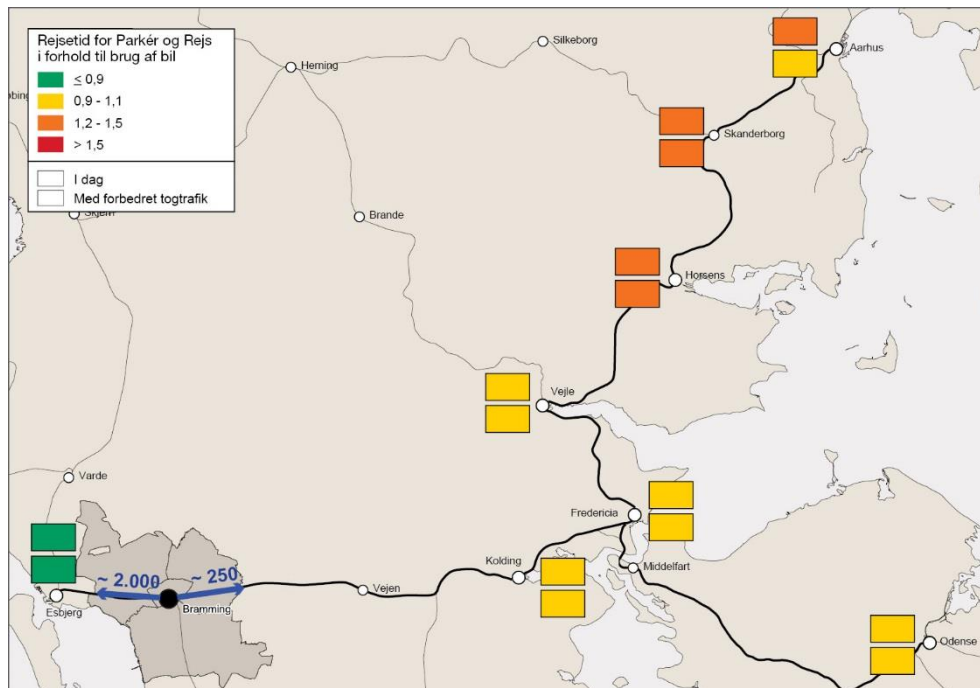 Rejsetid for Parkér og Rejs
i forhold til brug af bil
≤ 0,9
0,9 - 1,1
1,2 - 1,5
> 1,5
I dag
Med forbedret togtrafik
Silkeborg
Aarhus
Herning
Skanderborg
Skjern
Brande
Horsens
Vejle
Varde
Fredericia
Kolding
Middelfart
~ 2.000
~ 250
Vejen
Esbjerg
Bramming
Odense